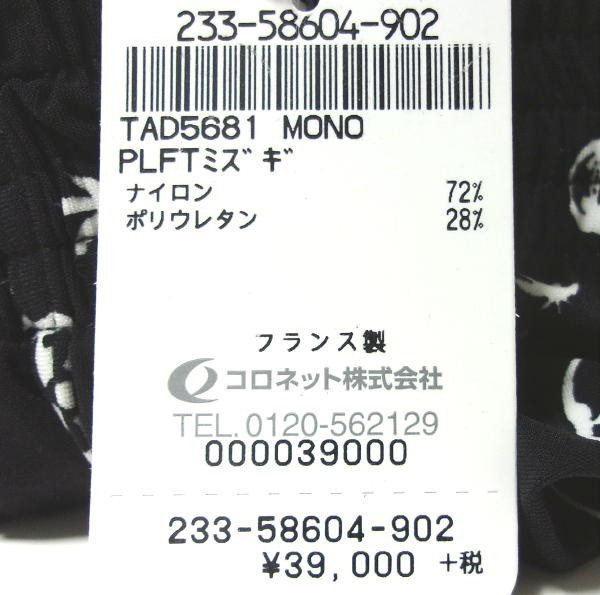 233-58604-902
TAD5681 MONO
PLFTミズギ
ナイロン 72%
ポリウレタン 28%
フランス製
コロネット株式会社
TEL. 0120-562129
000039000
233-58604-902
¥39,000 +税